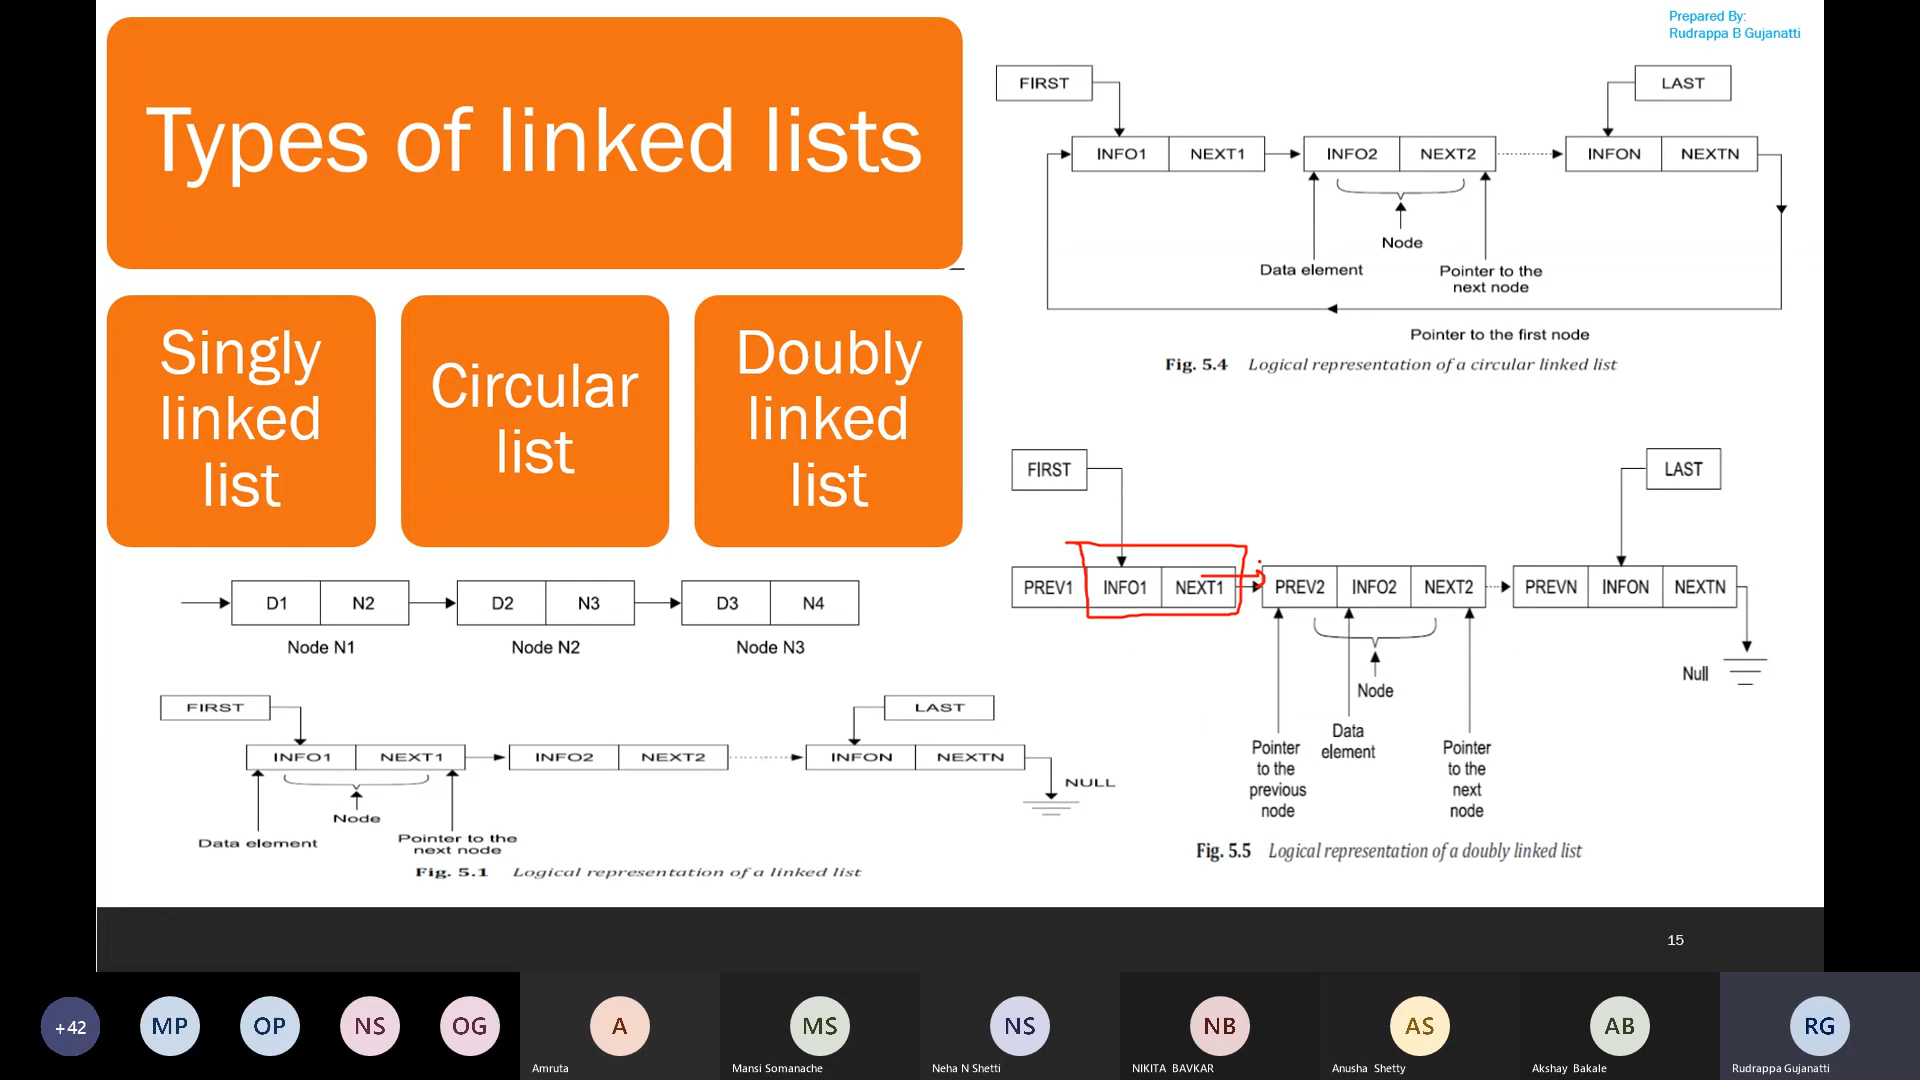 Prepared By:
Rudrappa B Gujanatti
Types of linked lists
Singly
linked
list
Circular
list
Doubly
linked
list
D1 N2 D2 N3 D3 N4
Node N1 Node N2 Node N3
FIRST LAST
INFO1 NEXT1 INFO2 NEXT2 INFON NEXTN
NULL
Node
Data element
Pointer to the
next node
Fig. 5.1 Logical representation of a linked list
FIRST LAST
INFO1 NEXT1 INFO2 NEXT2 INFON NEXTN
Node
Data element
Pointer to the
next node
Pointer to the first node
Fig. 5.4 Logical representation of a circular linked list
FIRST LAST
PREV1 INFO1 NEXT1 PREV2 INFO2 NEXT2 PREVN INFON NEXTN
Null
Node
Pointer
to the
previous
node
Data
element
Pointer
to the
next
node
Fig. 5.5 Logical representation of a doubly linked list
15
+42 MP OP NS OG A MS NS NB AS AB RG
Amruta Mansi Somanache Neha N Shetti NIKITA BAVKAR Anusha Shetty Akshay Bakale Rudrappa Gujanatti